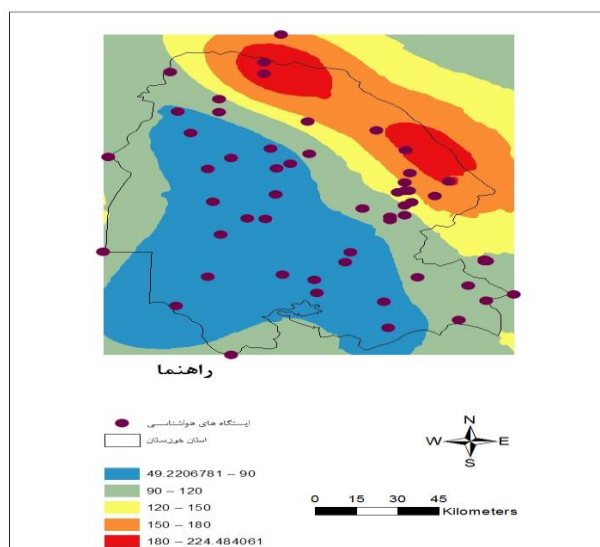 راهنما
ایستگاه های هواشناسی
استان خوزستان
49.2206781 – 90
90 – 120
120 – 150
150 – 180
180 – 224.484061
N
W E
S
0 15 30 45
Kilometers